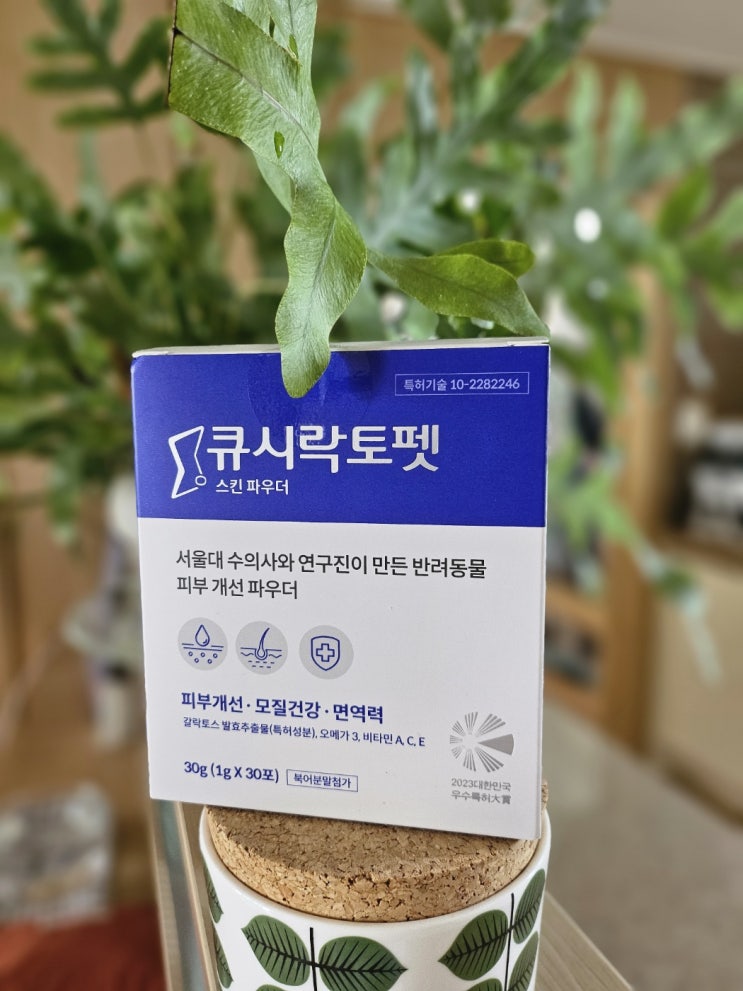 특허기술 10-2282246
큐시락토펫
스킨 파우더
서울대 수의사와 연구진이 만든 반려동물
피부 개선 파우더
피부개선 · 모질건강 · 면역력
갈락토스 발효추출물(특허성분), 오메가 3, 비타민 A, C, E
30g (1g X 30포) 북어분말첨가
2023대한민국
우수특허大賞